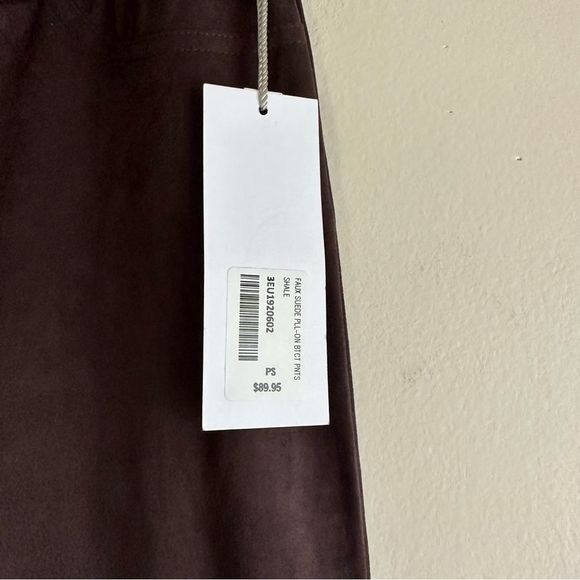 FAUX SUEDE PLL-ON BTCT PNTS
SHALE
3EU1920602
PS
$89.95